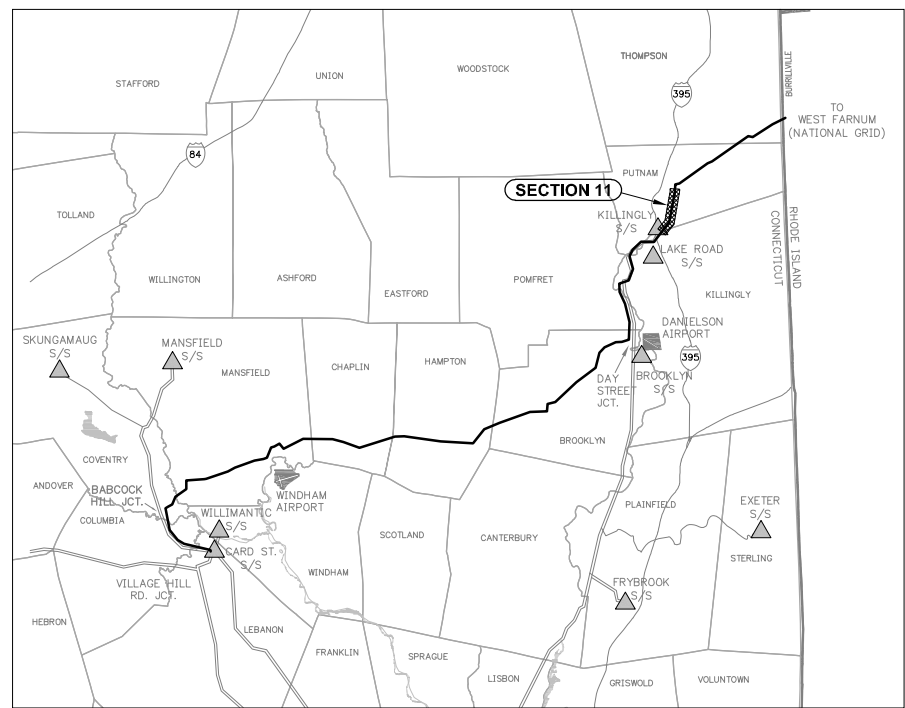 THOMPSON
WOODSTOCK
UNION
STAFFORD
395
BURRILLVILLE
TO
WEST FARNUM
(NATIONAL GRID)
84
PUTNAM
SECTION 11
TOLLAND
KILLINGLY
S/S
RHODE ISLAND
CONNECTICUT
LAKE ROAD
S/S
WILLINGTON
ASHFORD
EASTFORD
POMFRET
KILLINGLY
SKUNGAMAUG
S/S
MANSFIELD
S/S
DANIELSON
AIRPORT
MANSFIELD
CHAPLIN
HAMPTON
395
DAY
STREET
JCT.
BROOKLYN
S/S
BROOKLYN
COVENTRY
ANDOVER
BABCOCK
HILL JCT.
COLUMBIA
WINDHAM
AIRPORT
WILLIMANTIC
S/S
PLAINFIELD
EXETER
S/S
SCOTLAND
CANTERBURY
CARD ST.
S/S
STERLING
WINDHAM
VILLAGE HILL
RD. JCT.
FRYBROOK
S/S
HEBRON
LEBANON
FRANKLIN
SPRAGUE
LISBON
GRISWOLD
VOLUNTOWN